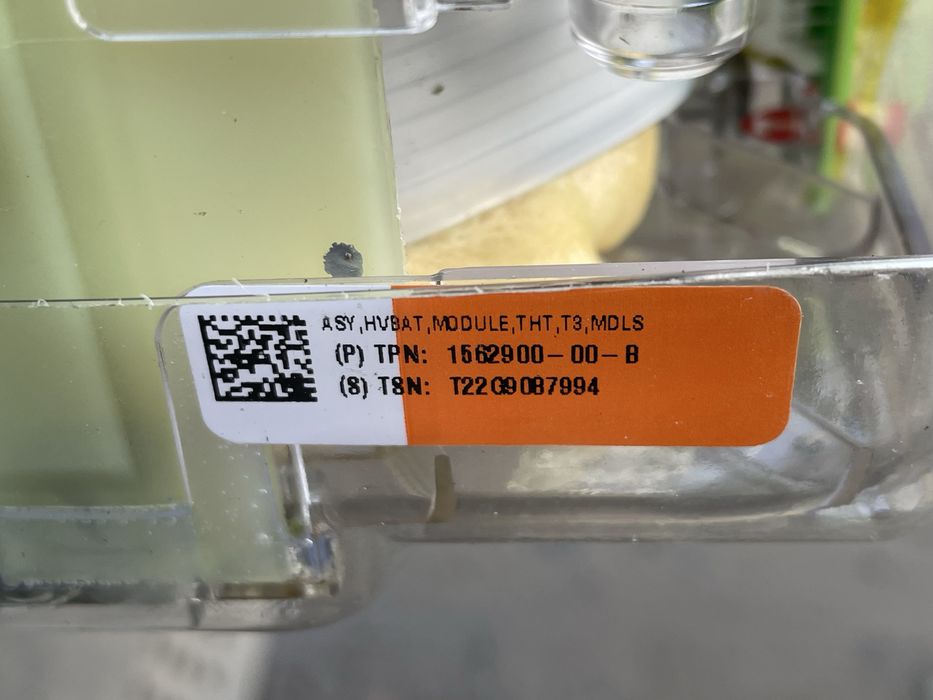 ASY,HVBAT,MODULE,THT,T3,MDLS
(P) TPN: 1562900-00-B
(S) TSN: T22G9087994